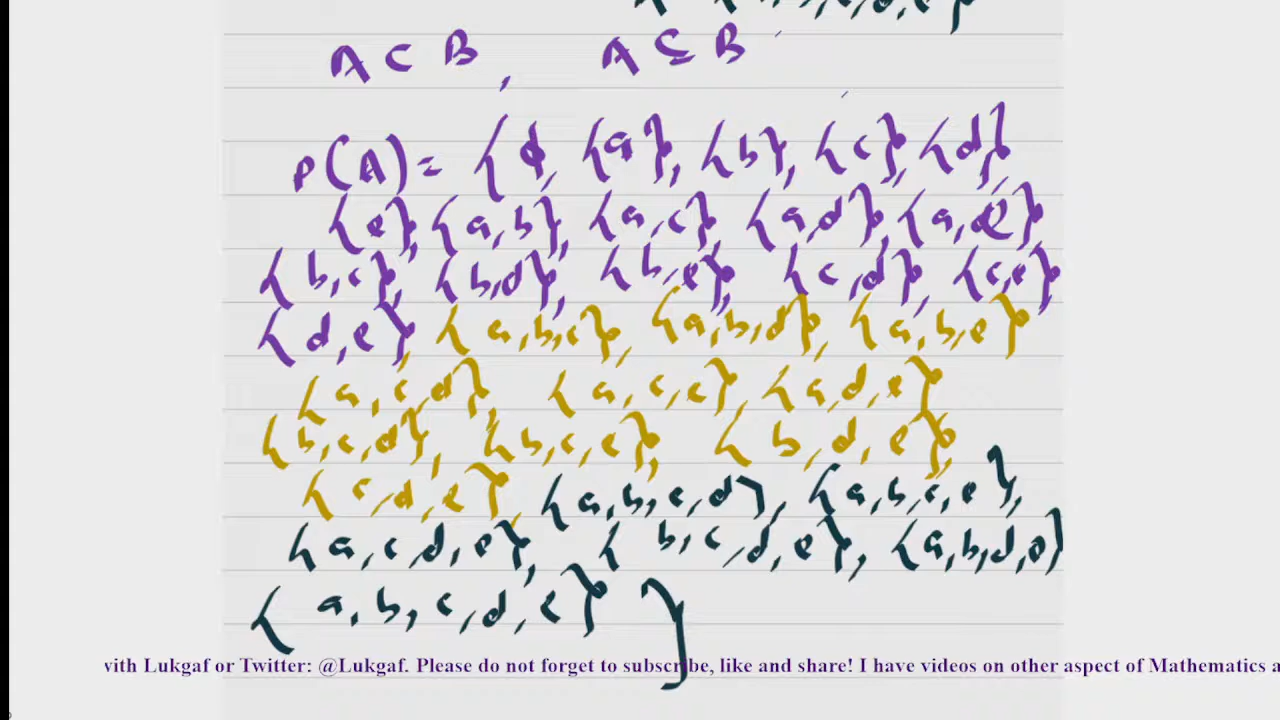 A ⊂ B, A ⊆ B
P(A) = { ϕ, {a}, {b}, {c}, {d},
{e}, {a,b}, {a,c}, {a,d}, {a,e},
{b,c}, {b,d}, {b,e}, {c,d}, {c,e},
{d,e}, {a,b,c}, {a,b,d}, {a,b,e}
{a,c,d}, {a,c,e}, {a,d,e}
{b,c,d}, {b,c,e}, {b,d,e},
{c,d,e}, {a,b,c,d}, {a,b,c,e},
{a,c,d,e}, {b,c,d,e}, {a,b,d,e}
{a,b,c,d,e} }
with Lukgaf or Twitter: @Lukgaf. Please do not forget to subscribe, like and share! I have videos on other aspect of Mathematics a